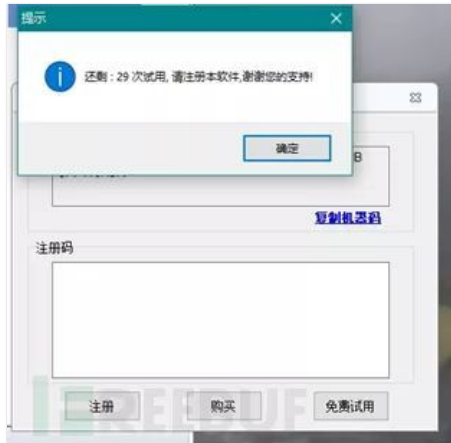 提示
还剩 : 29 次试用, 请注册本软件,谢谢您的支持!
确定
B
复制机器码
注册码
注册
购买
免费试用
REEBUF